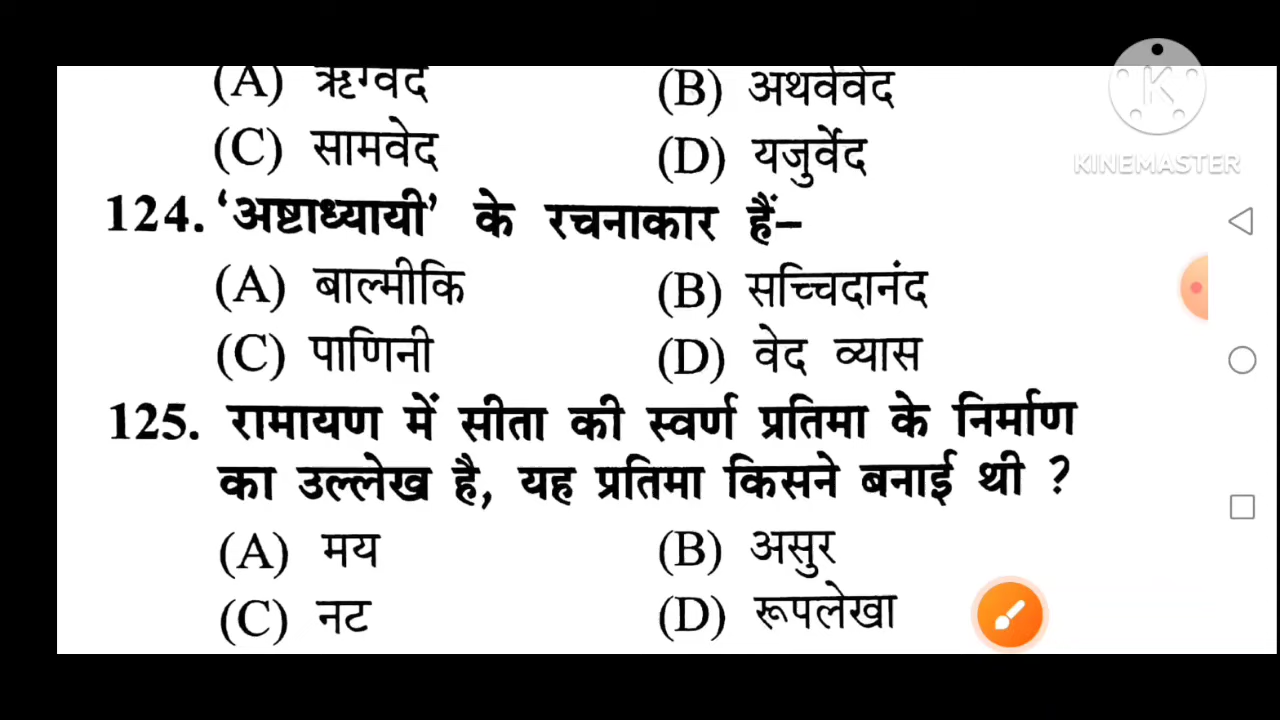 (A) ऋग्वेद (B) अथर्ववेद
(C) सामवेद (D) यजुर्वेद
KINEMASTER
124. ‘अष्टाध्यायी’ के रचनाकार हैं–
(A) बाल्मीकि (B) सच्चिदानंद
(C) पाणिनी (D) वेद व्यास
125. रामायण में सीता की स्वर्ण प्रतिमा के निर्माण
का उल्लेख है, यह प्रतिमा किसने बनाई थी ?
(A) मय (B) असुर
(C) नट (D) रूपलेखा